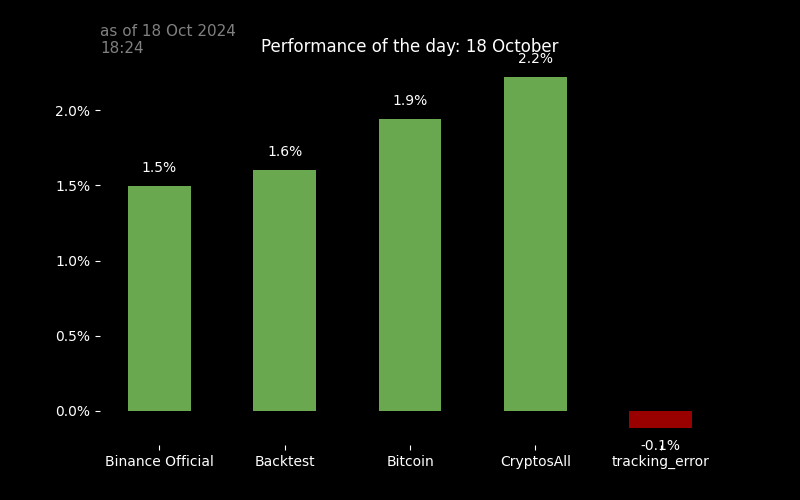 as of 18 Oct 2024
18:24
Performance of the day: 18 October
2.2%
1.9%
1.6%
1.5%
-0.1%
2.0%
1.5%
1.0%
0.5%
0.0%
Binance Official
Backtest
Bitcoin
CryptosAll
tracking_error